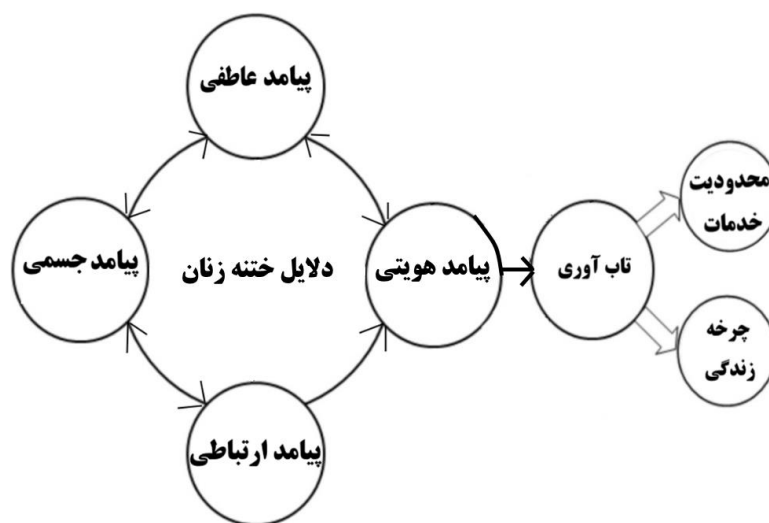 پیامد عاطفی
محدودیت
خدمات
پیامد جسمی
دلایل ختنه زنان
پیامد هویتی
تاب آوری
چرخه
زندگی
پیامد ارتباطی